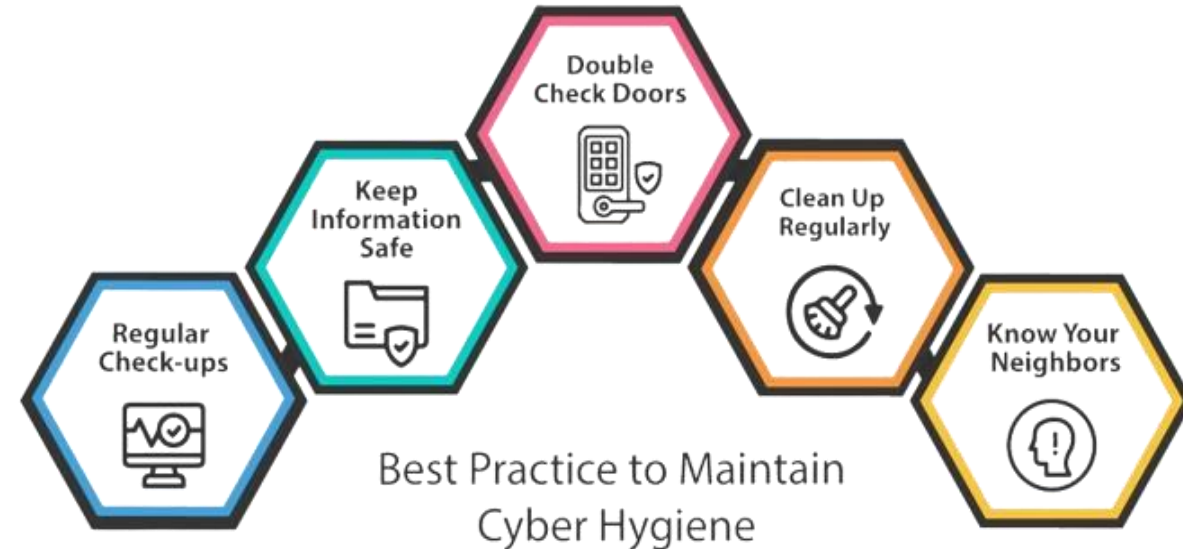 Regular
Check-ups
Keep
Information
Safe
Double
Check Doors
Clean Up
Regularly
Know Your
Neighbors
Best Practice to Maintain
Cyber Hygiene